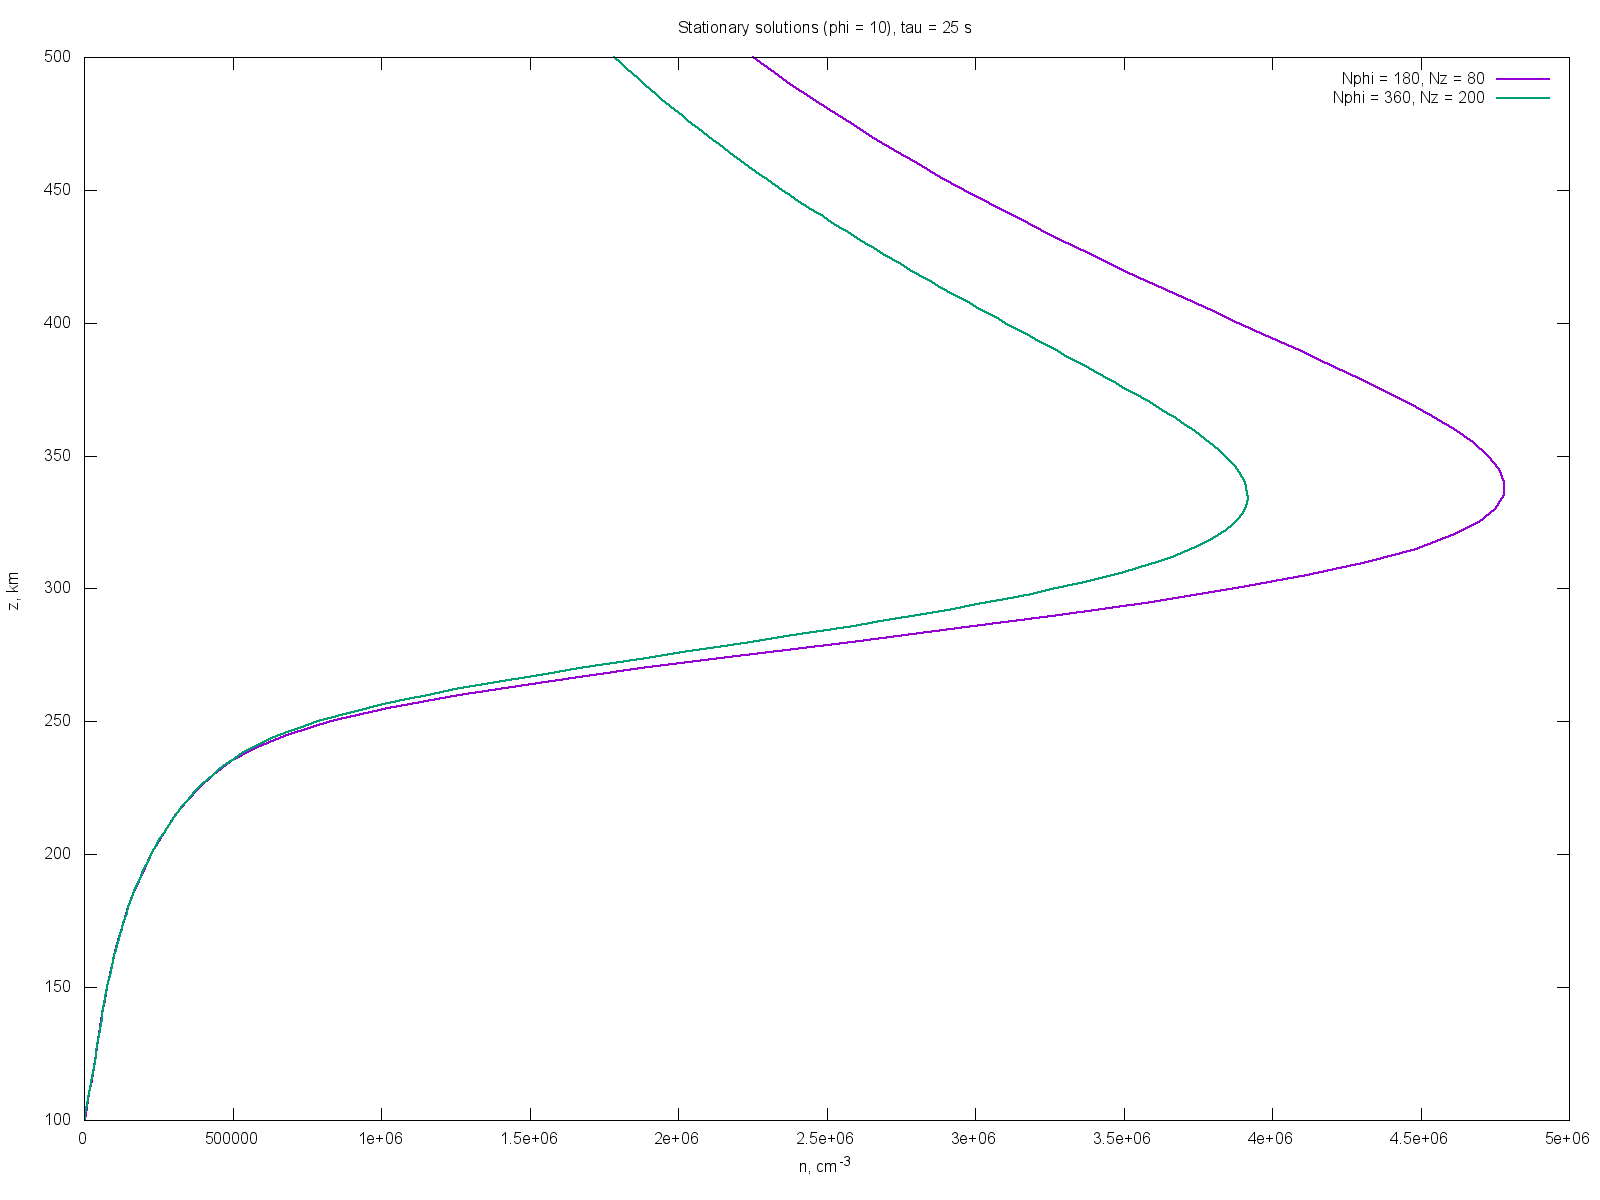 Stationary solutions (phi = 10), tau = 25 s
Nphi = 180, Nz = 80
Nphi = 360, Nz = 200
500
450
400
350
300
250
200
150
100
z, km
0 500000 1e+06 1.5e+06 2e+06 2.5e+06 3e+06 3.5e+06 4e+06 4.5e+06 5e+06
n, cm-3